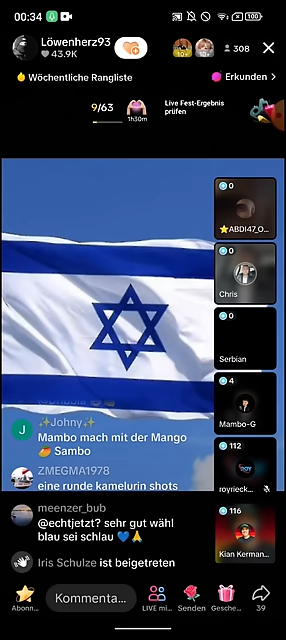 00:34
100
Löwenherz93
43.9K
10+
10+
308
Wöchentliche Rangliste
Erkunden >
9/63
1h30m
Live Fest-Ergebnis
prüfen
0
⭐ABDI47_O...
0
Chris
0
Serbian
4
Mambo-G
112
royrieck...
116
Kian Kerman...
✨Johny✨
J
Mambo mach mit der Mango
🥭 Sambo
ZMEGMA1978
eine runde kamelurin shots
meenzer_bub
@echtjetzt? sehr gut wähl
blau sei schlau 💙🙏
Iris Schulze ist beigetreten
Kommenta...
Abonn...
LIVE mi...
Senden
Gesche...
39